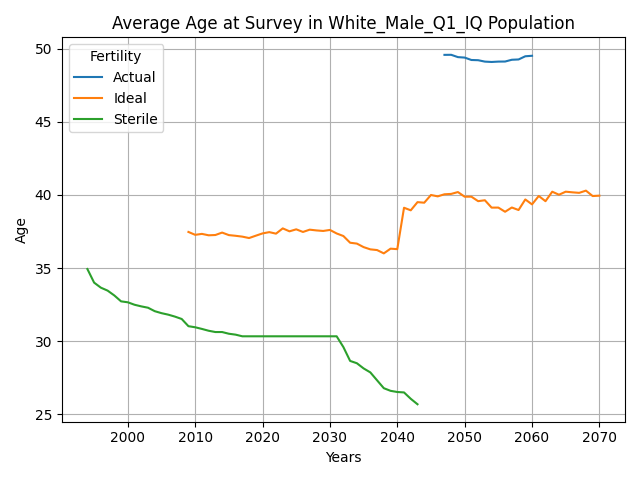 Average Age at Survey in White_Male_Q1_IQ Population
Fertility
Actual
Ideal
Sterile
Age
50
45
40
35
30
25
2000 2010 2020 2030 2040 2050 2060 2070
Years